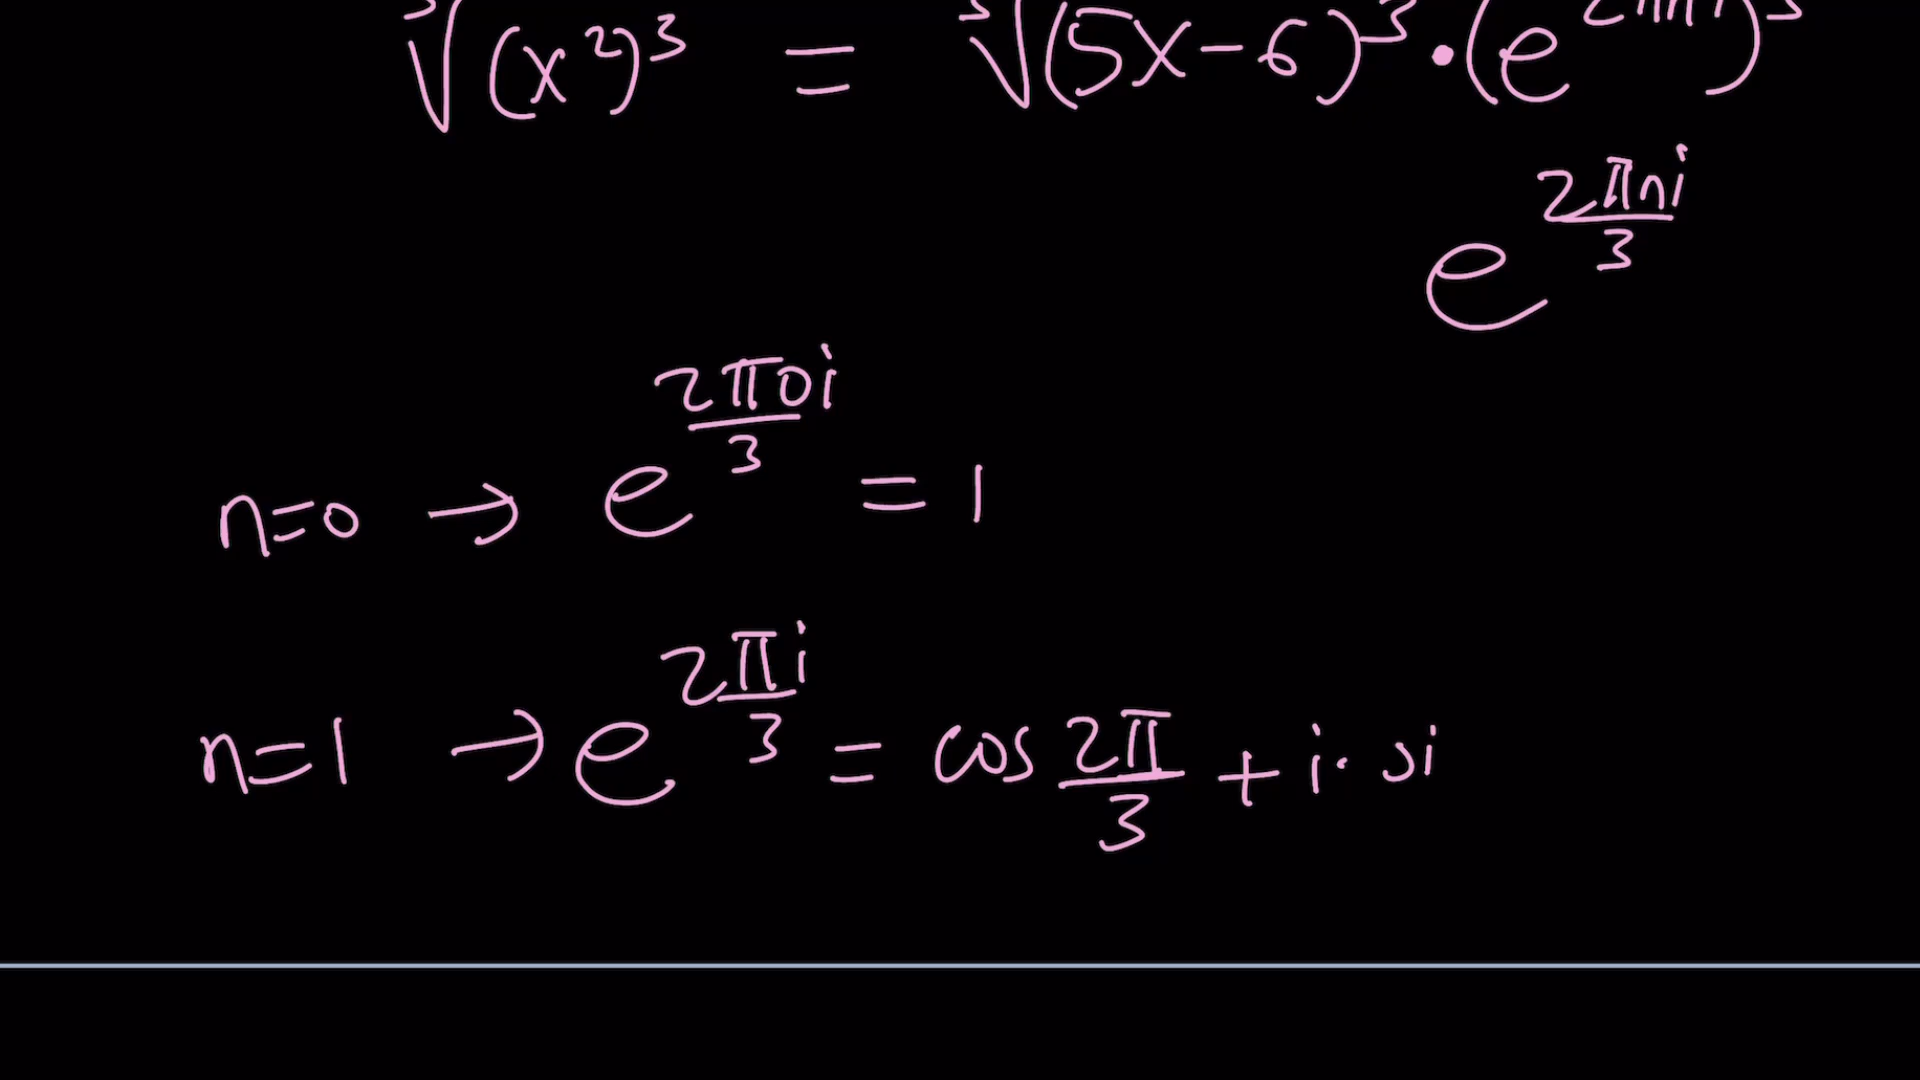 ∛(x²)³ = ∛(5x-6)³ · (e^(2πni))^3
e^(2πni/3)
n=0 → e^(2π0i/3) = 1
n=1 → e^(2πi/3) = cos 2π/3 + i· si